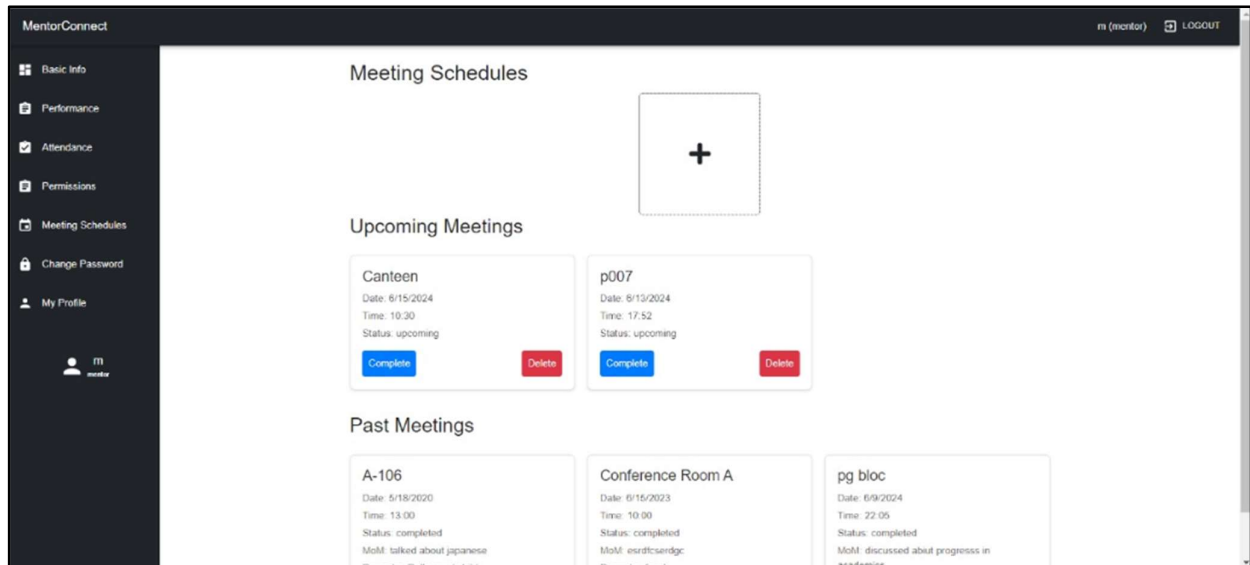 MentorConnect
m (mentor) LOGOUT
Basic Info
Performance
Attendance
Permissions
Meeting Schedules
Change Password
My Profile
m
mentor
Meeting Schedules
+
Upcoming Meetings
Canteen
Date: 6/15/2024
Time: 10:30
Status: upcoming
Complete Delete
p007
Date: 6/13/2024
Time: 17:52
Status: upcoming
Complete Delete
Past Meetings
A-106
Date: 5/18/2020
Time: 13:00
Status: completed
MoM: talked about japanese
Conference Room A
Date: 6/16/2023
Time: 10:00
Status: completed
MoM: esrdfcserdgc
pg bloc
Date: 6/9/2024
Time: 22:05
Status: completed
MoM: discussed abiut progresss in
academics